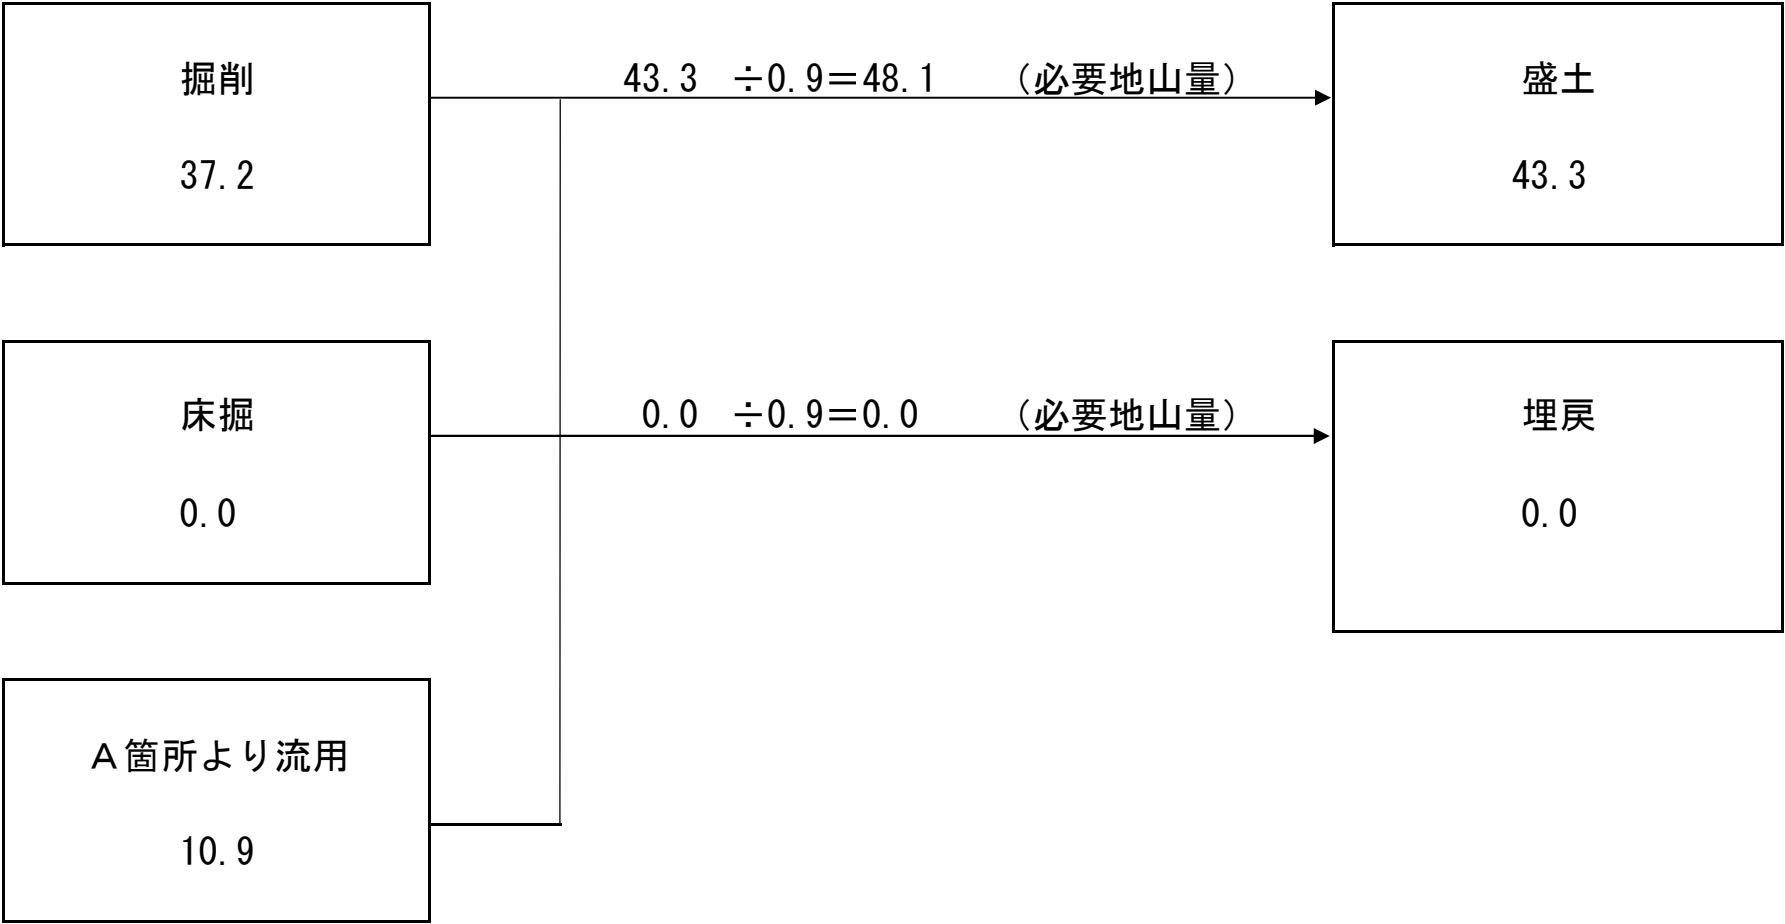 掘削
37.2
43.3 ÷0.9＝48.1 （必要地山量）
盛土
43.3
床掘
0.0
0.0 ÷0.9＝0.0 （必要地山量）
埋戻
0.0
Ａ箇所より流用
10.9